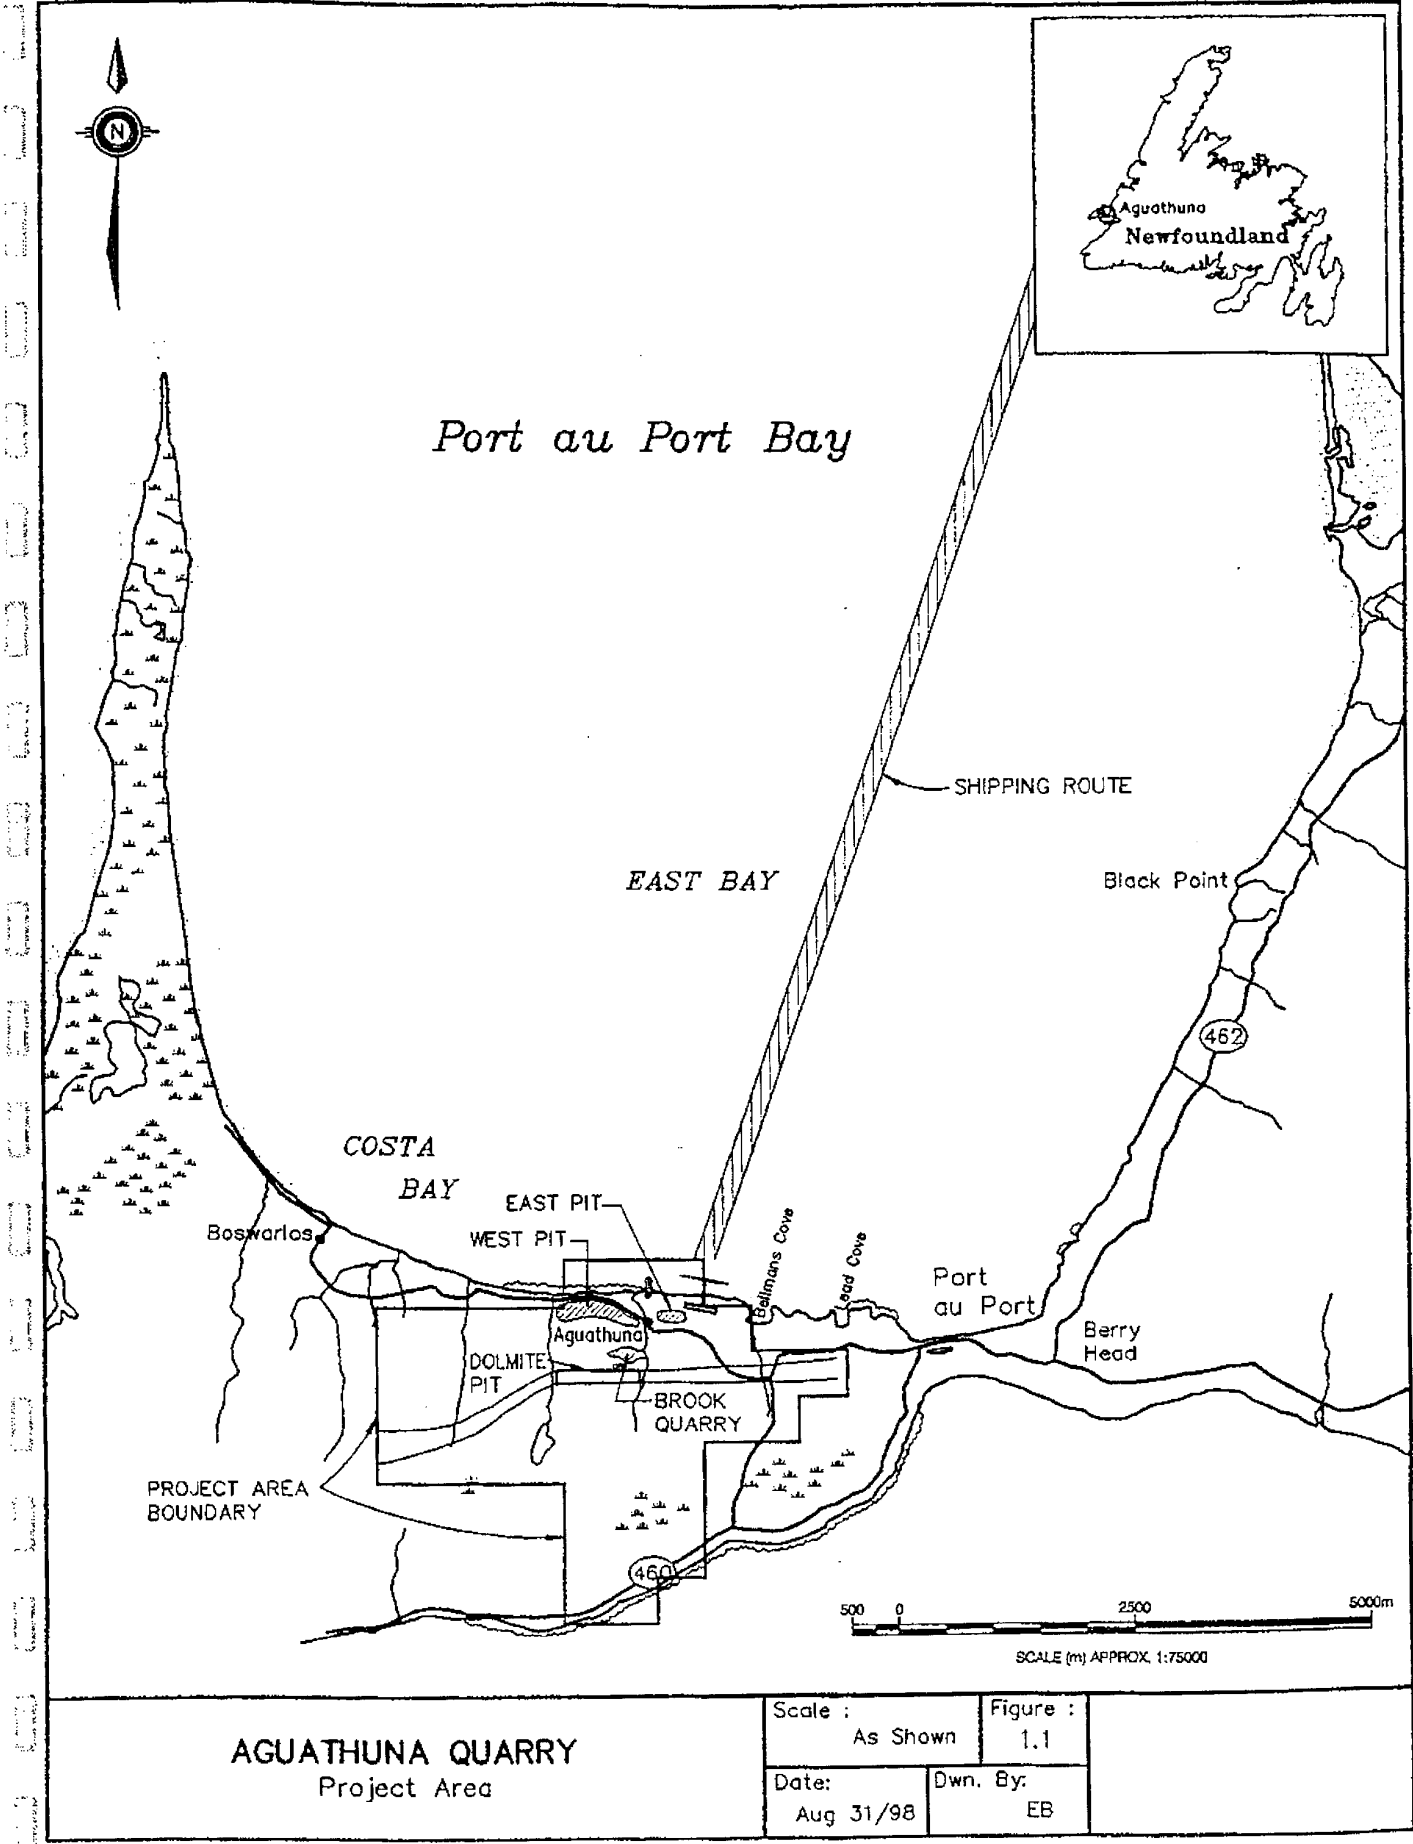 N
Aguathuna
Newfoundland
Port au Port Bay
SHIPPING ROUTE
EAST BAY
Black Point
462
COSTA
BAY
EAST PIT
WEST PIT
Boswarlos
Bellmans Cove
Lead Cove
Port
au Port
Berry
Head
Aguathuna
DOLMITE
PIT
BROOK
QUARRY
PROJECT AREA
BOUNDARY
460
500 0 2500 5000m
SCALE (m) APPROX. 1:75000
AGUATHUNA QUARRY
Project Area
Scale :
As Shown
Figure :
1.1
Date:
Aug 31/98
Dwn. By:
EB